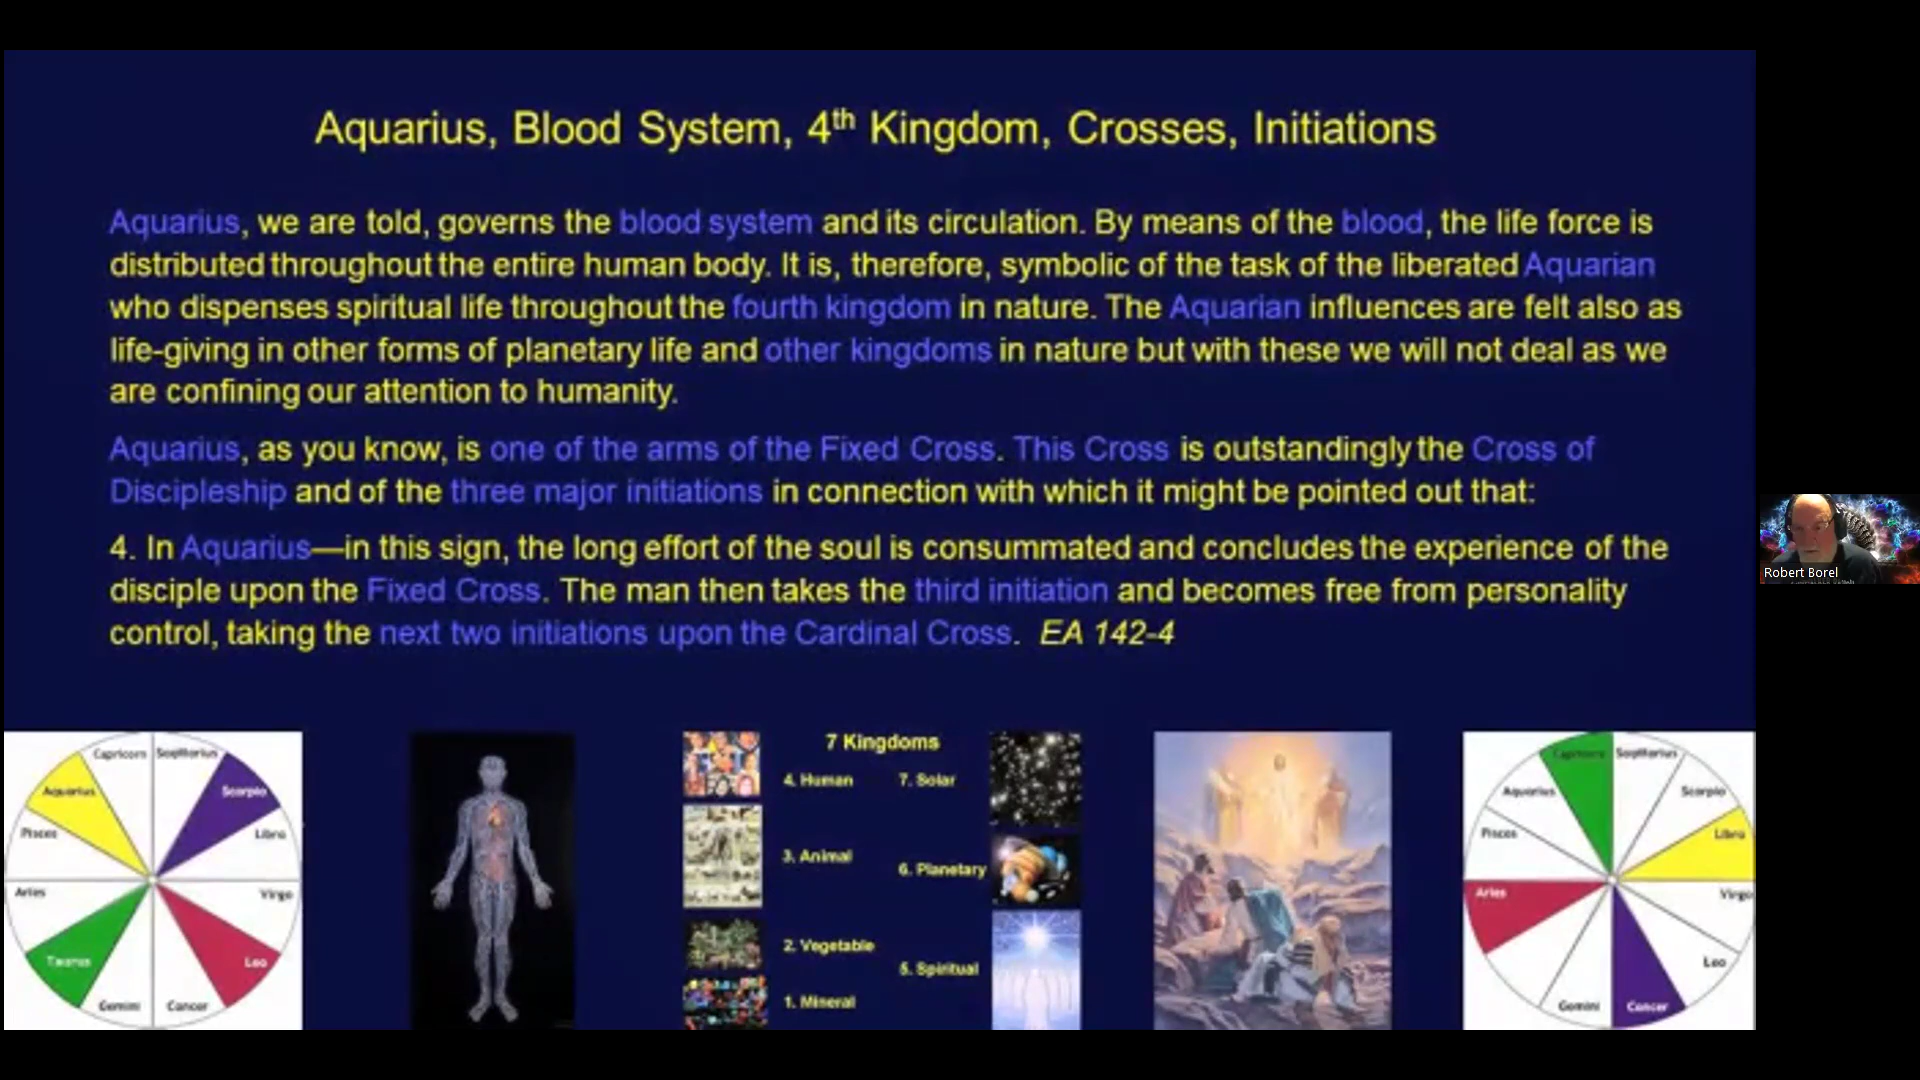 Aquarius, Blood System, 4th Kingdom, Crosses, Initiations
Aquarius, we are told, governs the blood system and its circulation. By means of the blood, the life force is
distributed throughout the entire human body. It is, therefore, symbolic of the task of the liberated Aquarian
who dispenses spiritual life throughout the fourth kingdom in nature. The Aquarian influences are felt also as
life-giving in other forms of planetary life and other kingdoms in nature but with these we will not deal as we
are confining our attention to humanity.
Aquarius, as you know, is one of the arms of the Fixed Cross. This Cross is outstandingly the Cross of
Discipleship and of the three major initiations in connection with which it might be pointed out that:
4. In Aquarius—in this sign, the long effort of the soul is consummated and concludes the experience of the
disciple upon the Fixed Cross. The man then takes the third initiation and becomes free from personality
control, taking the next two initiations upon the Cardinal Cross. EA 142-4
Capricorn
Sagittarius
Aquarius
Scorpio
Pisces
Libra
Aries
Virgo
Taurus
Leo
Gemini
Cancer
7 Kingdoms
4. Human
7. Solar
3. Animal
6. Planetary
2. Vegetable
5. Spiritual
1. Mineral
Capricorn
Sagittarius
Aquarius
Scorpio
Pisces
Libra
Aries
Virgo
Leo
Gemini
Cancer
Robert Borel